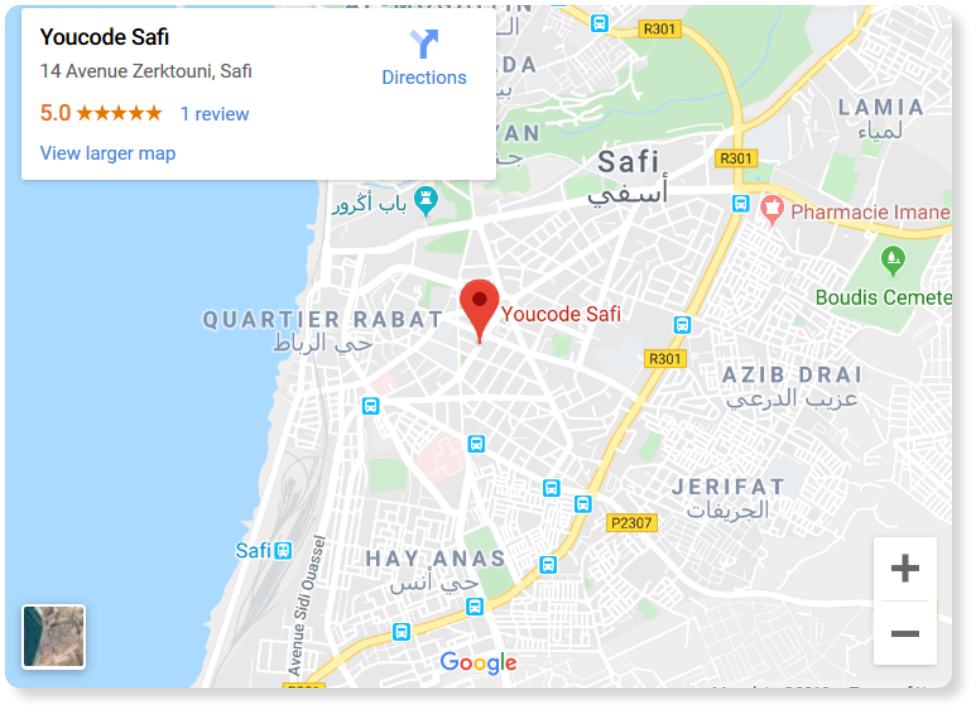 Youcode Safi
14 Avenue Zerktouni, Safi
5.0
1 review
View larger map
Directions
R301
LAMIA
لمياء
Safi
أسفي
R301
باب أڭرور
Pharmacie Imane
Boudis Cemete
Youcode Safi
QUARTIER RABAT
حي الرباط
R301
AZIB DRAI
عزيب الدرعي
JERIFAT
الجريفات
P2307
Safi
HAY ANAS
حي أنس
Avenue Sidi Ouassel
Google